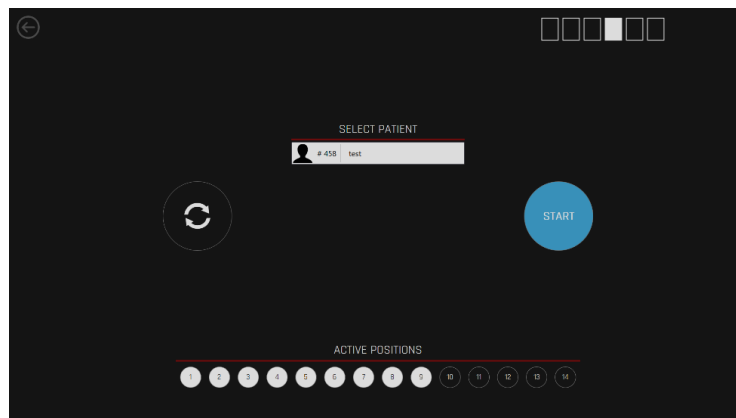 SELECT PATIENT
# 458 test
START
ACTIVE POSITIONS
1 2 3 4 5 6 7 8 9 10 11 12 13 14